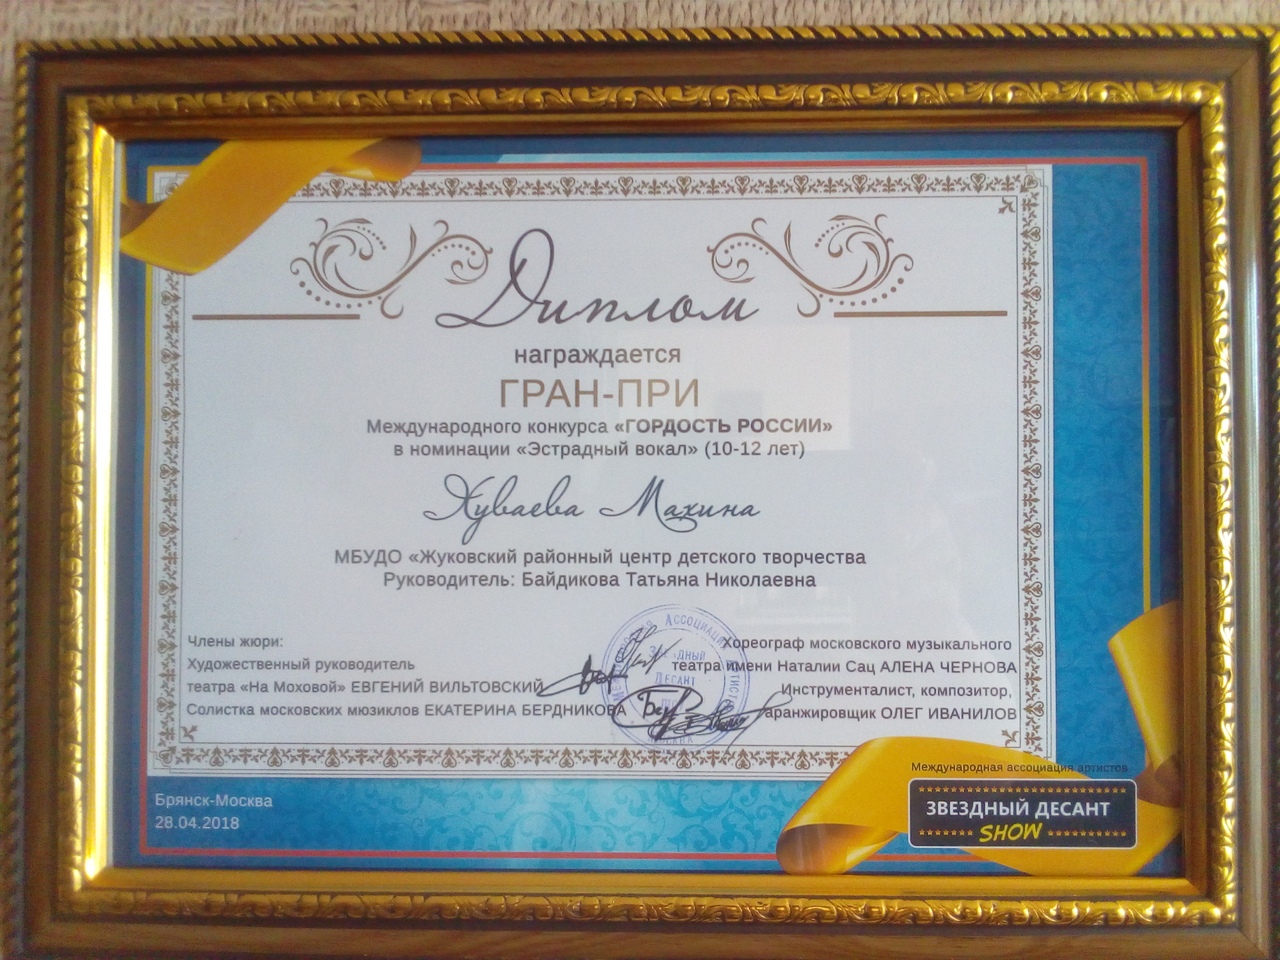 Диплом
награждается
ГРАН-ПРИ
Международного конкурса «ГОРДОСТЬ РОССИИ»
в номинации «Эстрадный вокал» (10-12 лет)
Хуваева Махина
МБУДО «Жуковский районный центр детского творчества
Руководитель: Байдикова Татьяна Николаевна
Члены жюри:
Художественный руководитель
театра «На Моховой» ЕВГЕНИЙ ВИЛЬТОВСКИЙ
Солистка московских мюзиклов ЕКАТЕРИНА БЕРДНИКОВА
Хореограф московского музыкального
театра имени Наталии Сац АЛЕНА ЧЕРНОВА
Инструменталист, композитор,
аранжировщик ОЛЕГ ИВАНИЛОВ
Ассоциация
Десант
Брянск-Москва
28.04.2018
Международная ассоциация артистов
ЗВЕЗДНЫЙ ДЕСАНТ
SHOW